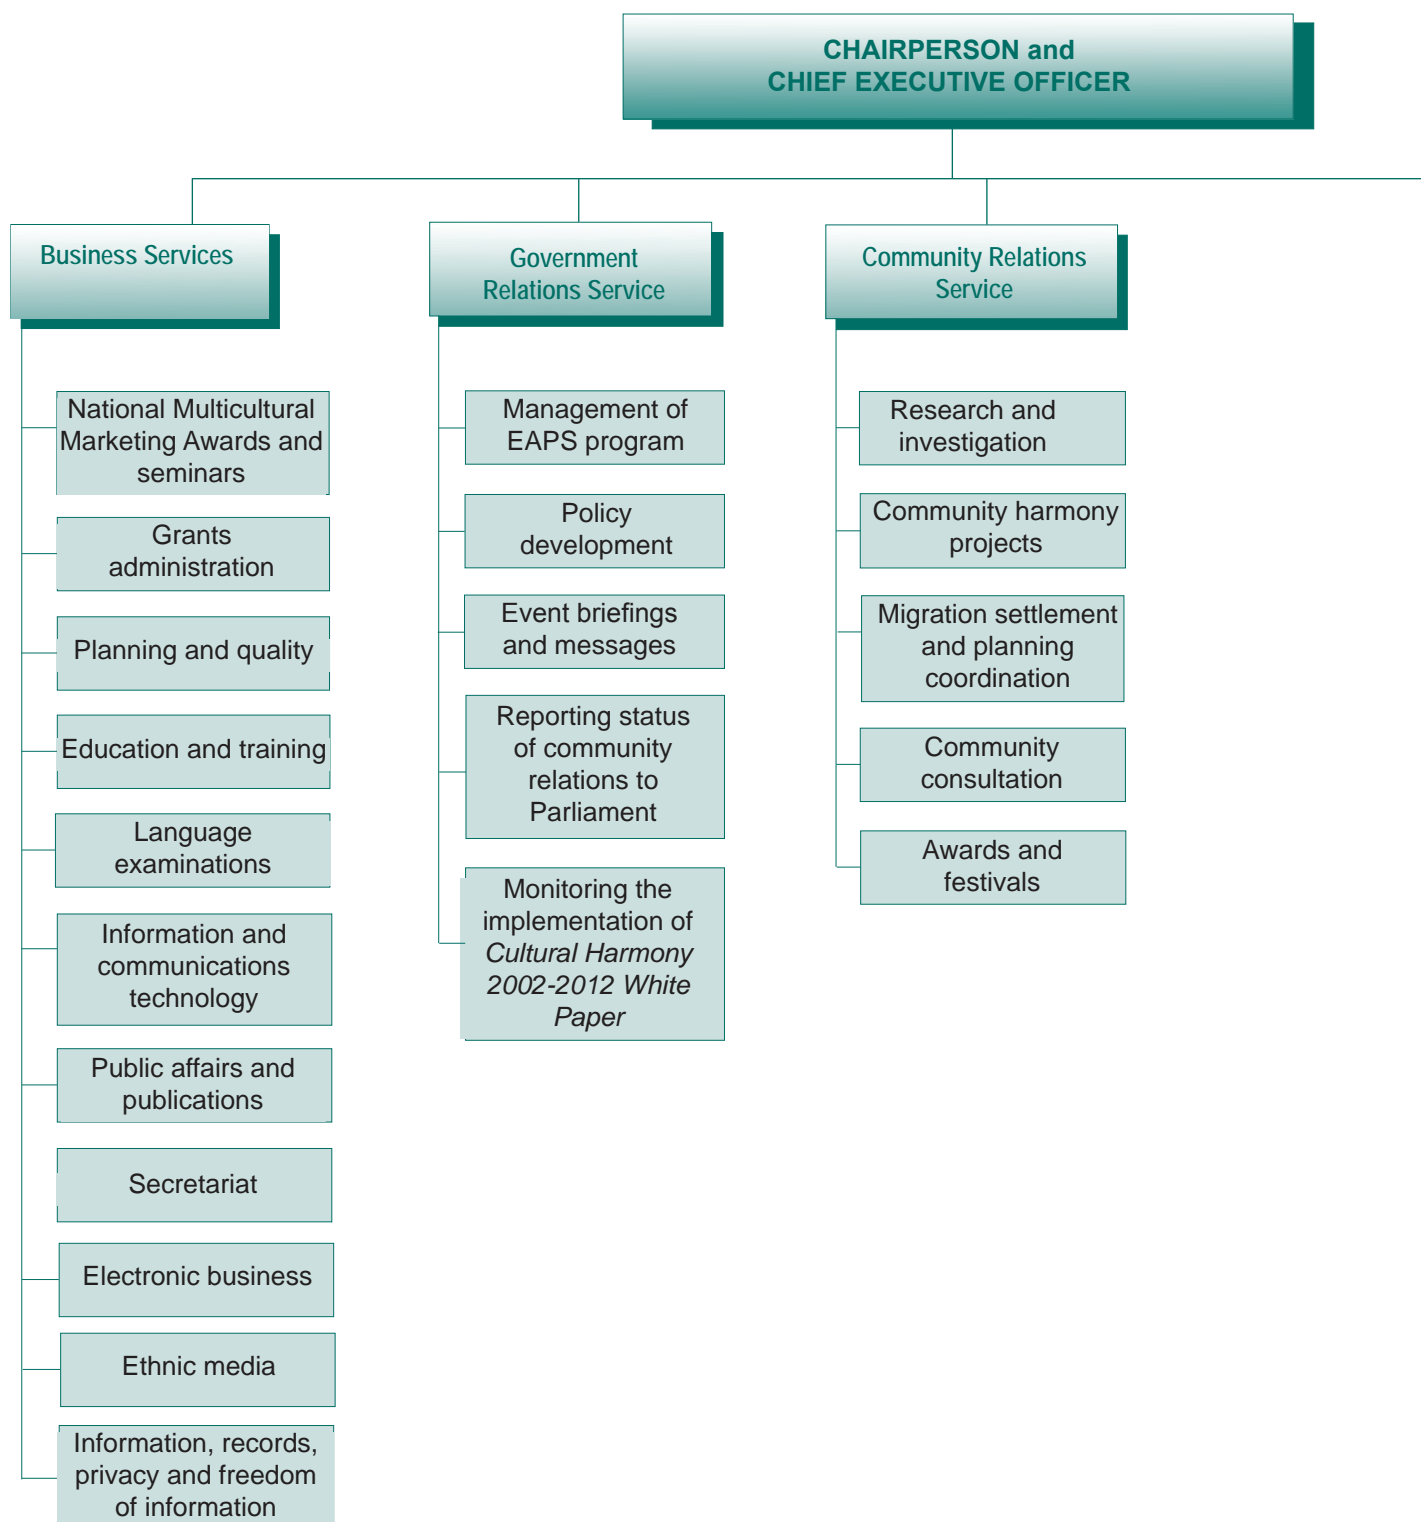 CHAIRPERSON and
CHIEF EXECUTIVE OFFICER
Business Services
National Multicultural
Marketing Awards and
seminars
Grants
administration
Planning and quality
Education and training
Language
examinations
Information and
communications
technology
Public affairs and
publications
Secretariat
Electronic business
Ethnic media
Information, records,
privacy and freedom
of information
Government
Relations Service
Management of
EAPS program
Policy
development
Event briefings
and messages
Reporting status
of community
relations to
Parliament
Monitoring the
implementation of
Cultural Harmony
2002-2012 White
Paper
Community Relations
Service
Research and
investigation
Community harmony
projects
Migration settlement
and planning
coordination
Community
consultation
Awards and
festivals